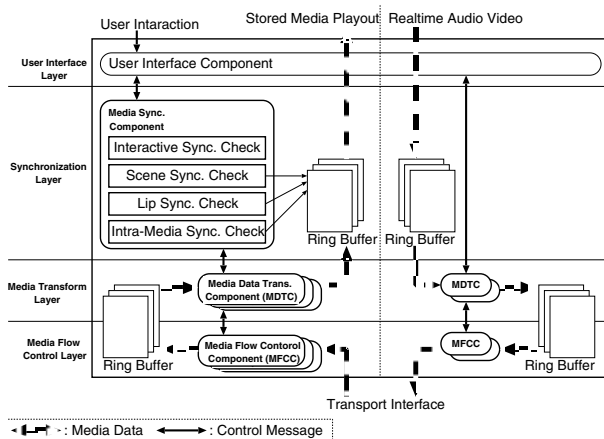 User Intaraction
Stored Media Playout
Realtime Audio Video
User Interface
Layer
User Interface Component
Media Sync.
Component
Interactive Sync. Check
Scene Sync. Check
Lip Sync. Check
Intra-Media Sync. Check
Synchronization
Layer
Ring Buffer
Ring Buffer
Media Transform
Layer
Media Data Trans.
Component (MDTC)
MDTC
Media Flow
Control Layer
Media Flow Contorol
Component (MFCC)
MFCC
Ring Buffer
Ring Buffer
Transport Interface
: Media Data
: Control Message